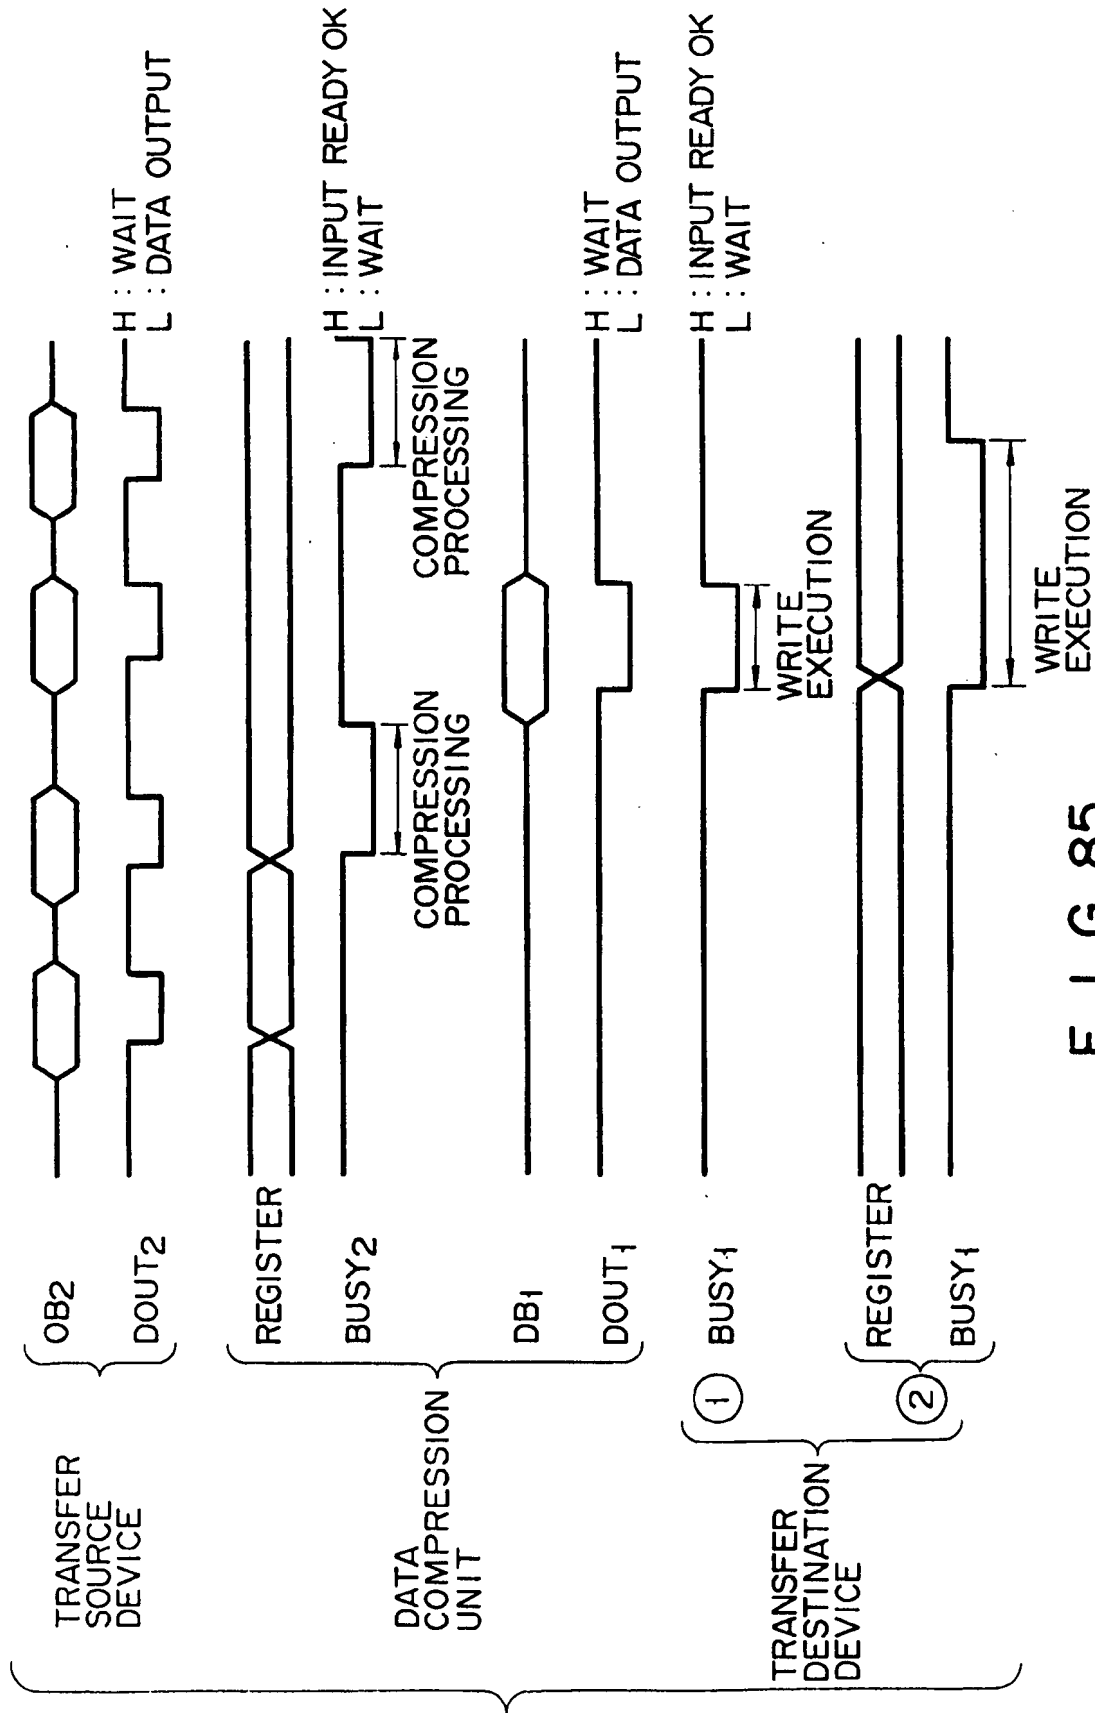 TRANSFER
SOURCE
DEVICE
OB2
DOUT2
H : WAIT
L : DATA OUTPUT
DATA
COMPRESSION
UNIT
REGISTER
BUSY2
H : INPUT READY OK
L : WAIT
COMPRESSION
PROCESSING
COMPRESSION
PROCESSING
DB1
DOUT1
H : WAIT
L : DATA OUTPUT
TRANSFER
DESTINATION
DEVICE
1
BUSY1
H : INPUT READY OK
L : WAIT
WRITE
EXECUTION
2
REGISTER
BUSY1
WRITE
EXECUTION
F I G. 85